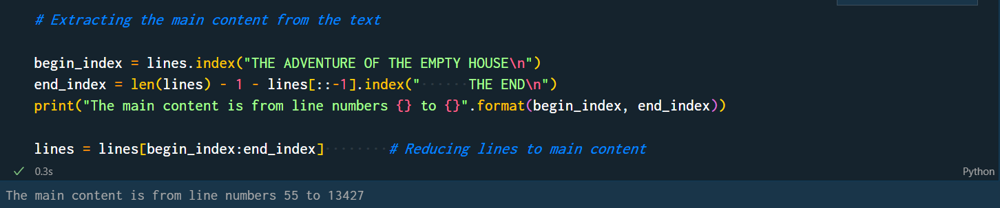 # Extracting the main content from the text
begin_index = lines.index("THE ADVENTURE OF THE EMPTY HOUSE\n")
end_index = len(lines) - 1 - lines[::-1].index("······THE END\n")
print("The main content is from line numbers {} to {}".format(begin_index, end_index))
lines = lines[begin_index:end_index]········# Reducing lines to main content
0.3s
Python
The main content is from line numbers 55 to 13427